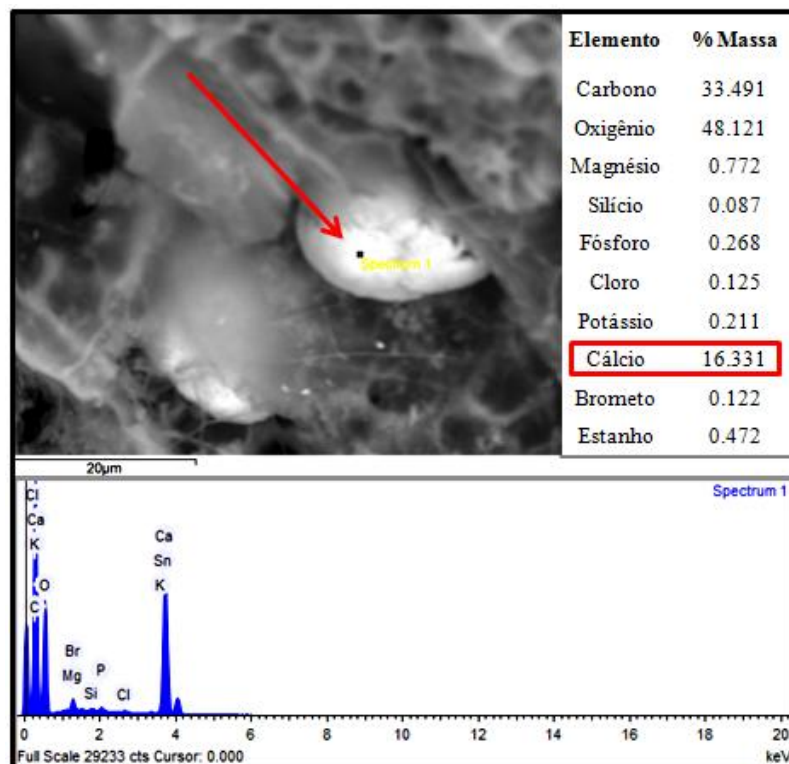 Elemento % Massa
Carbono 33.491
Oxigênio 48.121
Magnésio 0.772
Silício 0.087
Fósforo 0.268
Cloro 0.125
Potássio 0.211
Cálcio 16.331
Brometo 0.122
Estanho 0.472
Spectrum 1
20µm
Spectrum 1
Cl
Ca
K
O
C
Br
Mg
Si
P
Cl
Ca
Sn
K
0 2 4 6 8 10 12 14 16 18 20
Full Scale 29233 cts Cursor: 0.000 keV